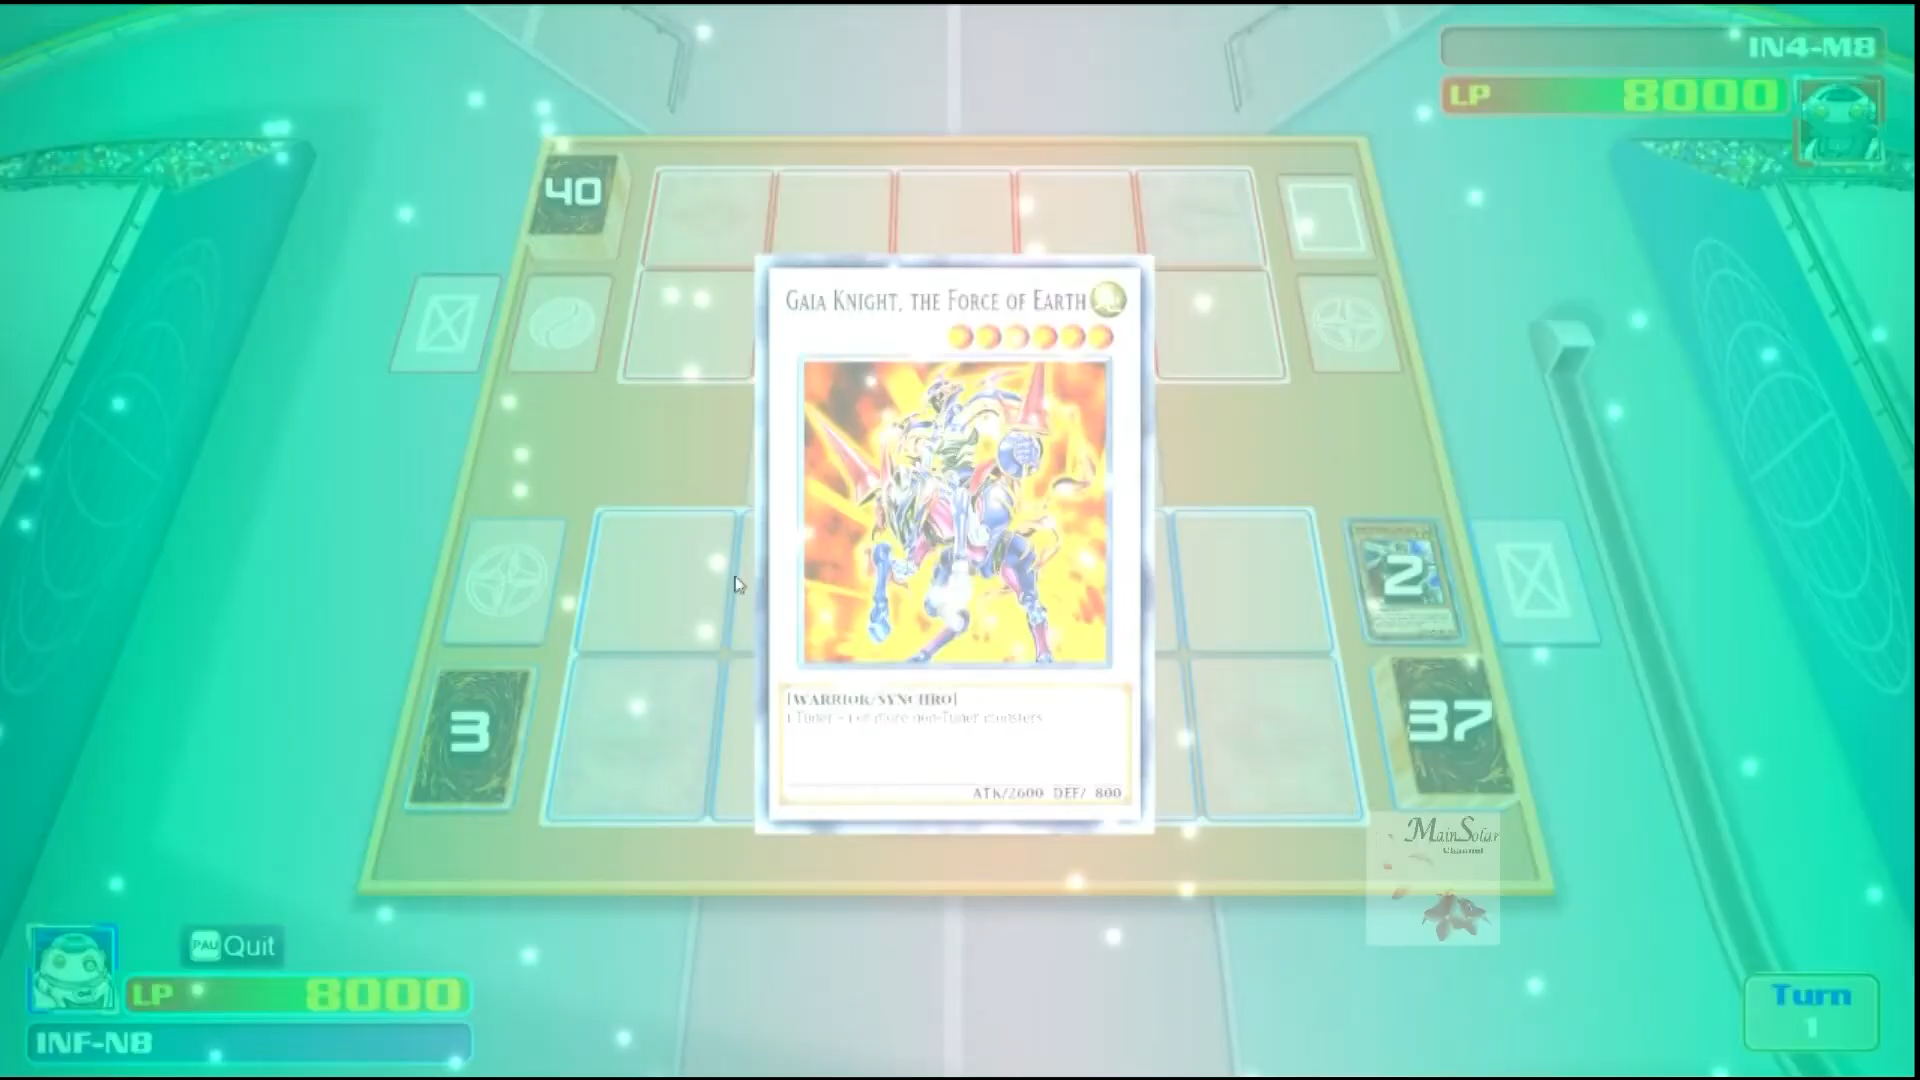 IN4-M8
LP 8000
40
GAIA KNIGHT, THE FORCE OF EARTH
[WARRIOR/SYNCHRO]
1 Tuner + 1 or more non-Tuner monsters
ATK/2600 DEF/ 800
2
3
37
MainSolar
Channel
PAU Quit
LP 8000
INF-N8
Turn
1